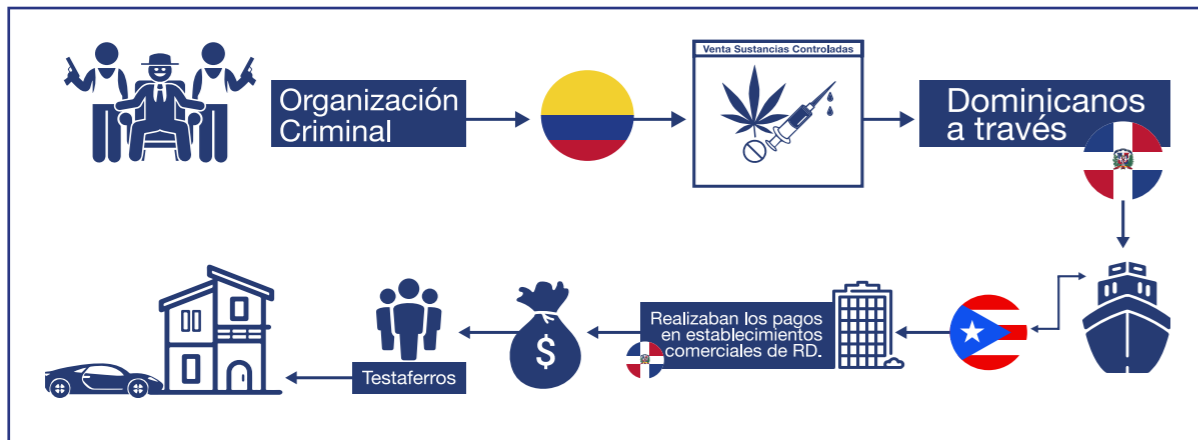 Organización
Criminal
Venta Sustancias Controladas
Dominicanos
a través
Realizaban los pagos
en establecimientos
comerciales de RD.
$
Testaferros